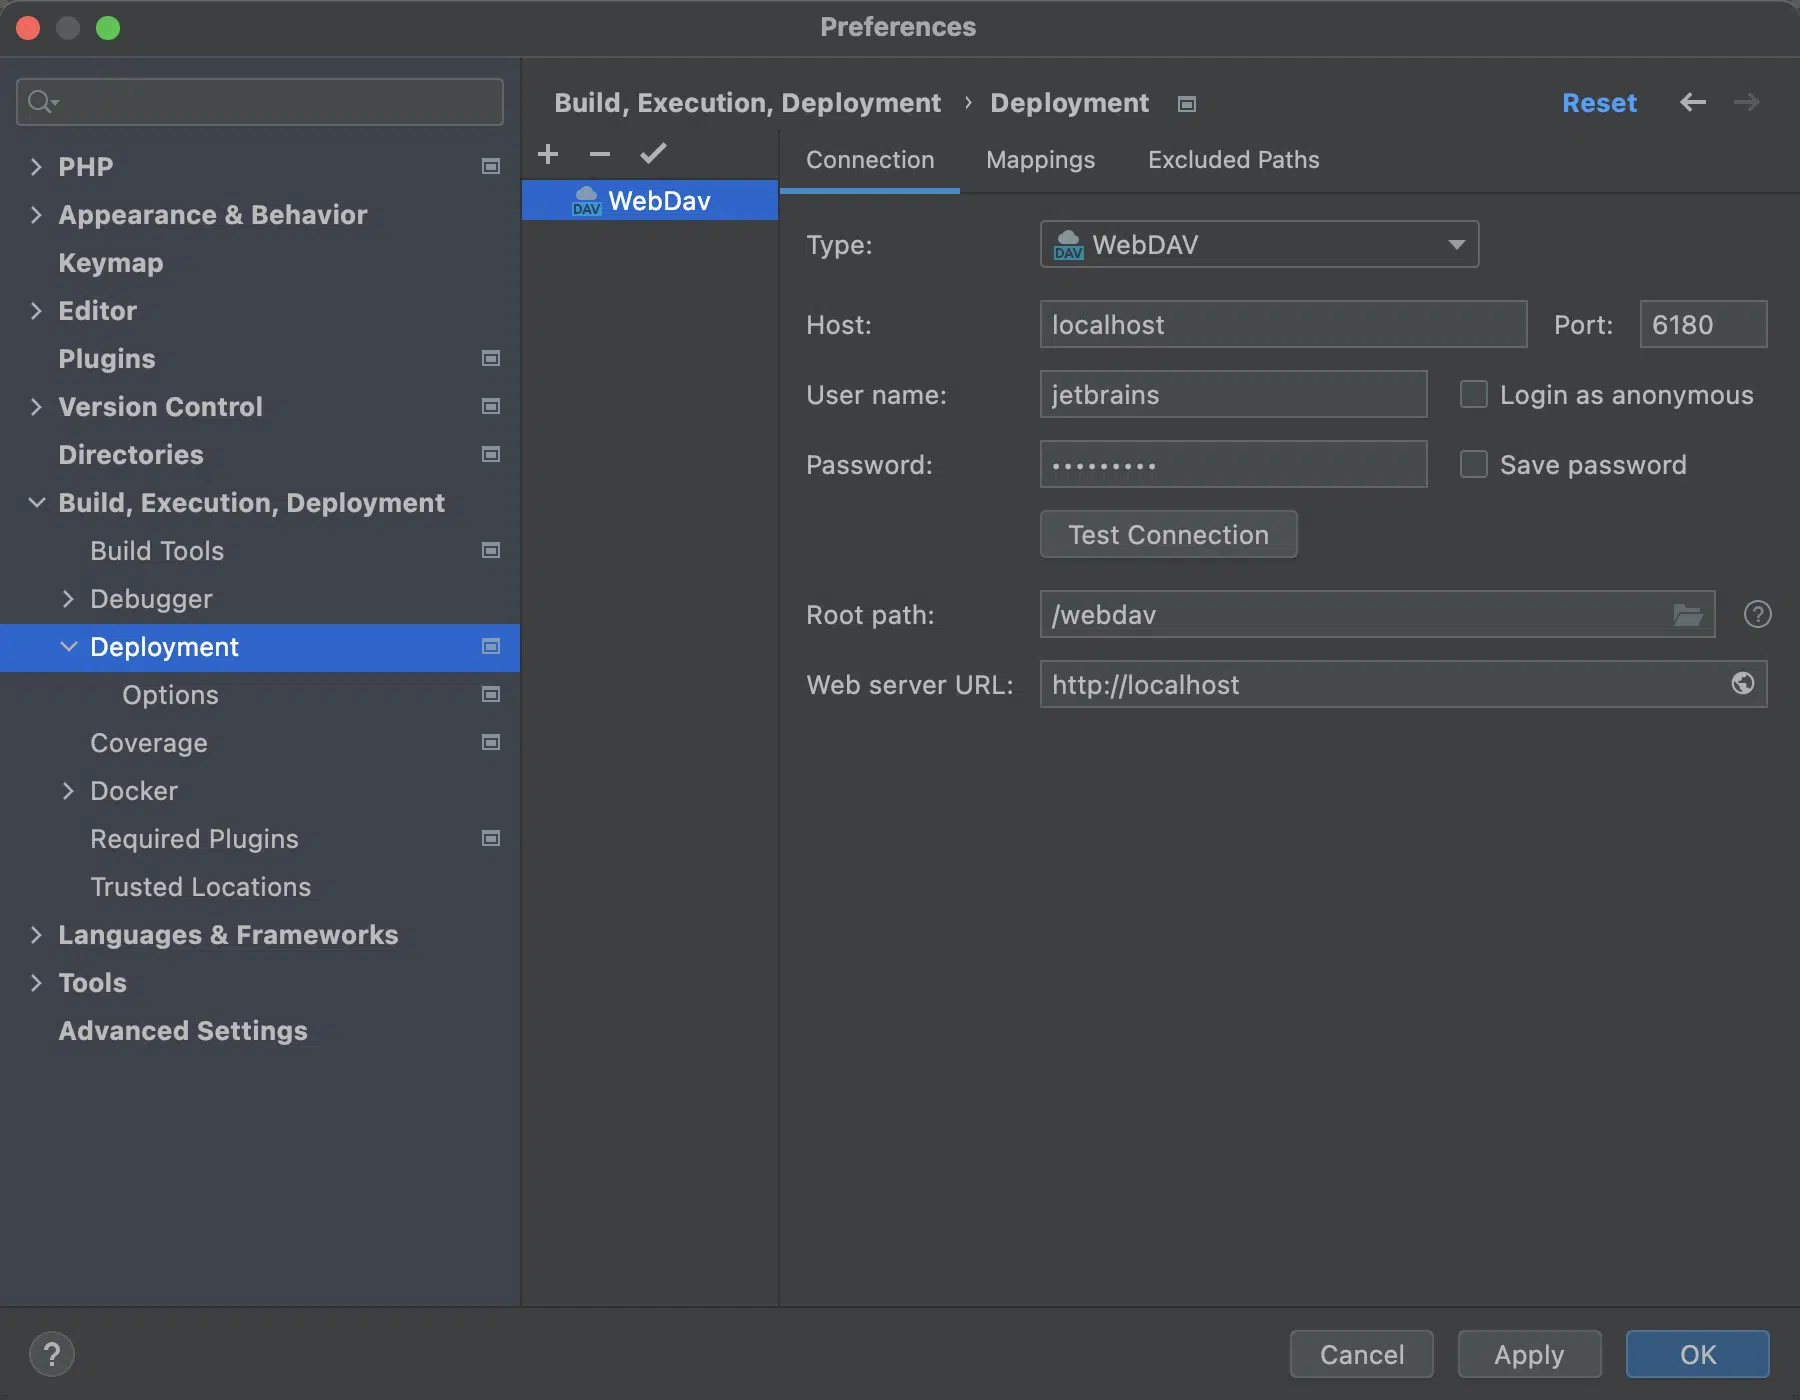 Preferences
PHP
Appearance & Behavior
Keymap
Editor
Plugins
Version Control
Directories
Build, Execution, Deployment
Build Tools
Debugger
Deployment
Options
Coverage
Docker
Required Plugins
Trusted Locations
Languages & Frameworks
Tools
Advanced Settings
Build, Execution, Deployment › Deployment
Reset
DAV WebDav
Connection Mappings Excluded Paths
Type: DAV WebDAV
Host: localhost Port: 6180
User name: jetbrains Login as anonymous
Password: ••••••••• Save password
Test Connection
Root path: /webdav ?
Web server URL: http://localhost
? Cancel Apply OK